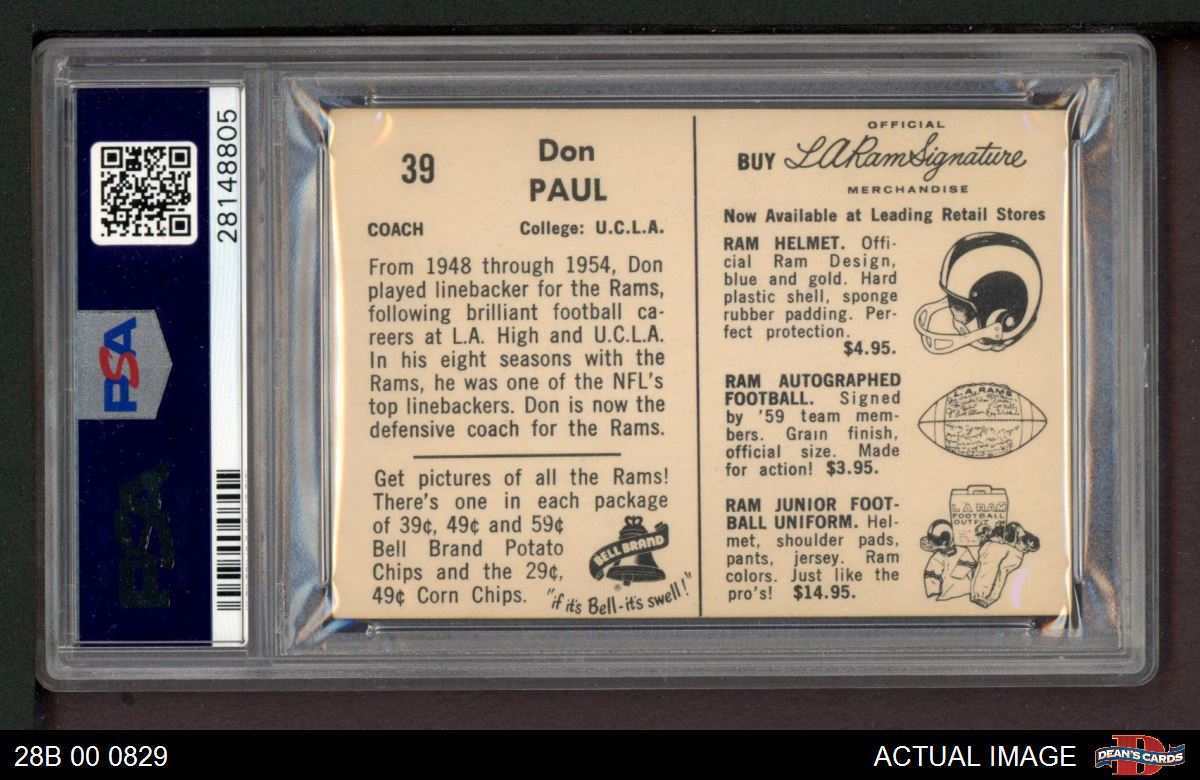 28148805
PSA
PSA
39
Don
PAUL
COACH
College: U.C.L.A.
From 1948 through 1954, Don
played linebacker for the Rams,
following brilliant football ca-
reers at L.A. High and U.C.L.A.
In his eight seasons with the
Rams, he was one of the NFL's
top linebackers. Don is now the
defensive coach for the Rams.
Get pictures of all the Rams!
There's one in each package
of 39¢, 49¢ and 59¢
Bell Brand Potato
Chips and the 29¢,
49¢ Corn Chips.
BELL BRAND
®
"if it's Bell-it's swell!"
OFFICIAL
BUY LA Ram Signature
MERCHANDISE
Now Available at Leading Retail Stores
RAM HELMET. Offi-
cial Ram Design,
blue and gold. Hard
plastic shell, sponge
rubber padding. Per-
fect protection.
$4.95.
RAM AUTOGRAPHED
FOOTBALL. Signed
by '59 team mem-
bers. Grain finish,
official size. Made
for action! $3.95.
L.A. RAMS
RAM JUNIOR FOOT-
BALL UNIFORM. Hel-
met, shoulder pads,
pants, jersey. Ram
colors. Just like the
pro's! $14.95.
L A RAM
FOOTBALL
OUTFIT
28B 00 0829
ACTUAL IMAGE
DEAN'S CARDS